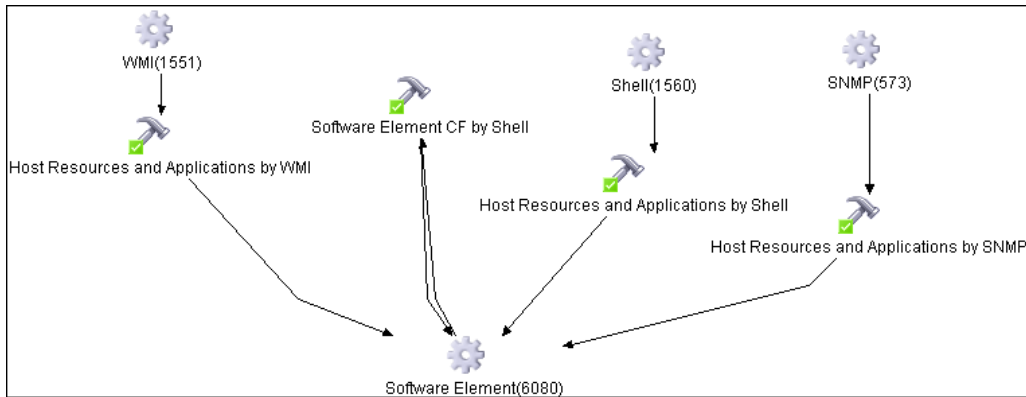 WMI(1551)
Shell(1560)
SNMP(573)
Software Element CF by Shell
Host Resources and Applications by WMI
Host Resources and Applications by Shell
Host Resources and Applications by SNMP
Software Element(6080)